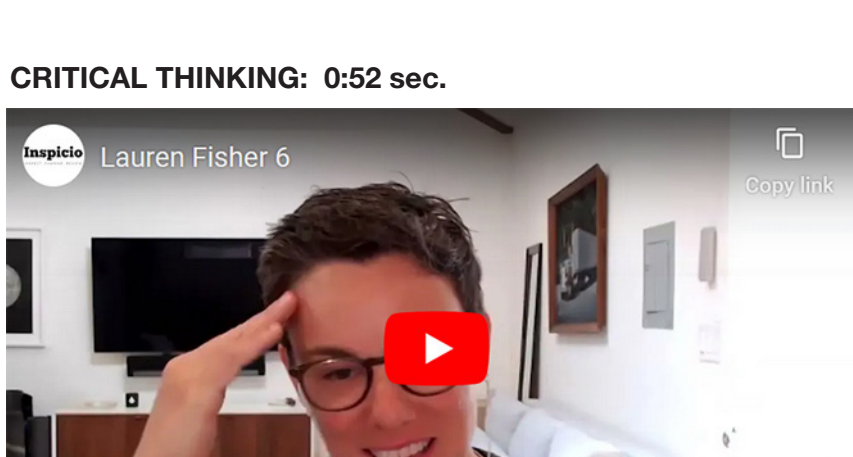 CRITICAL THINKING:  0:52 sec.
Inspicio
Lauren Fisher 6
Copy link